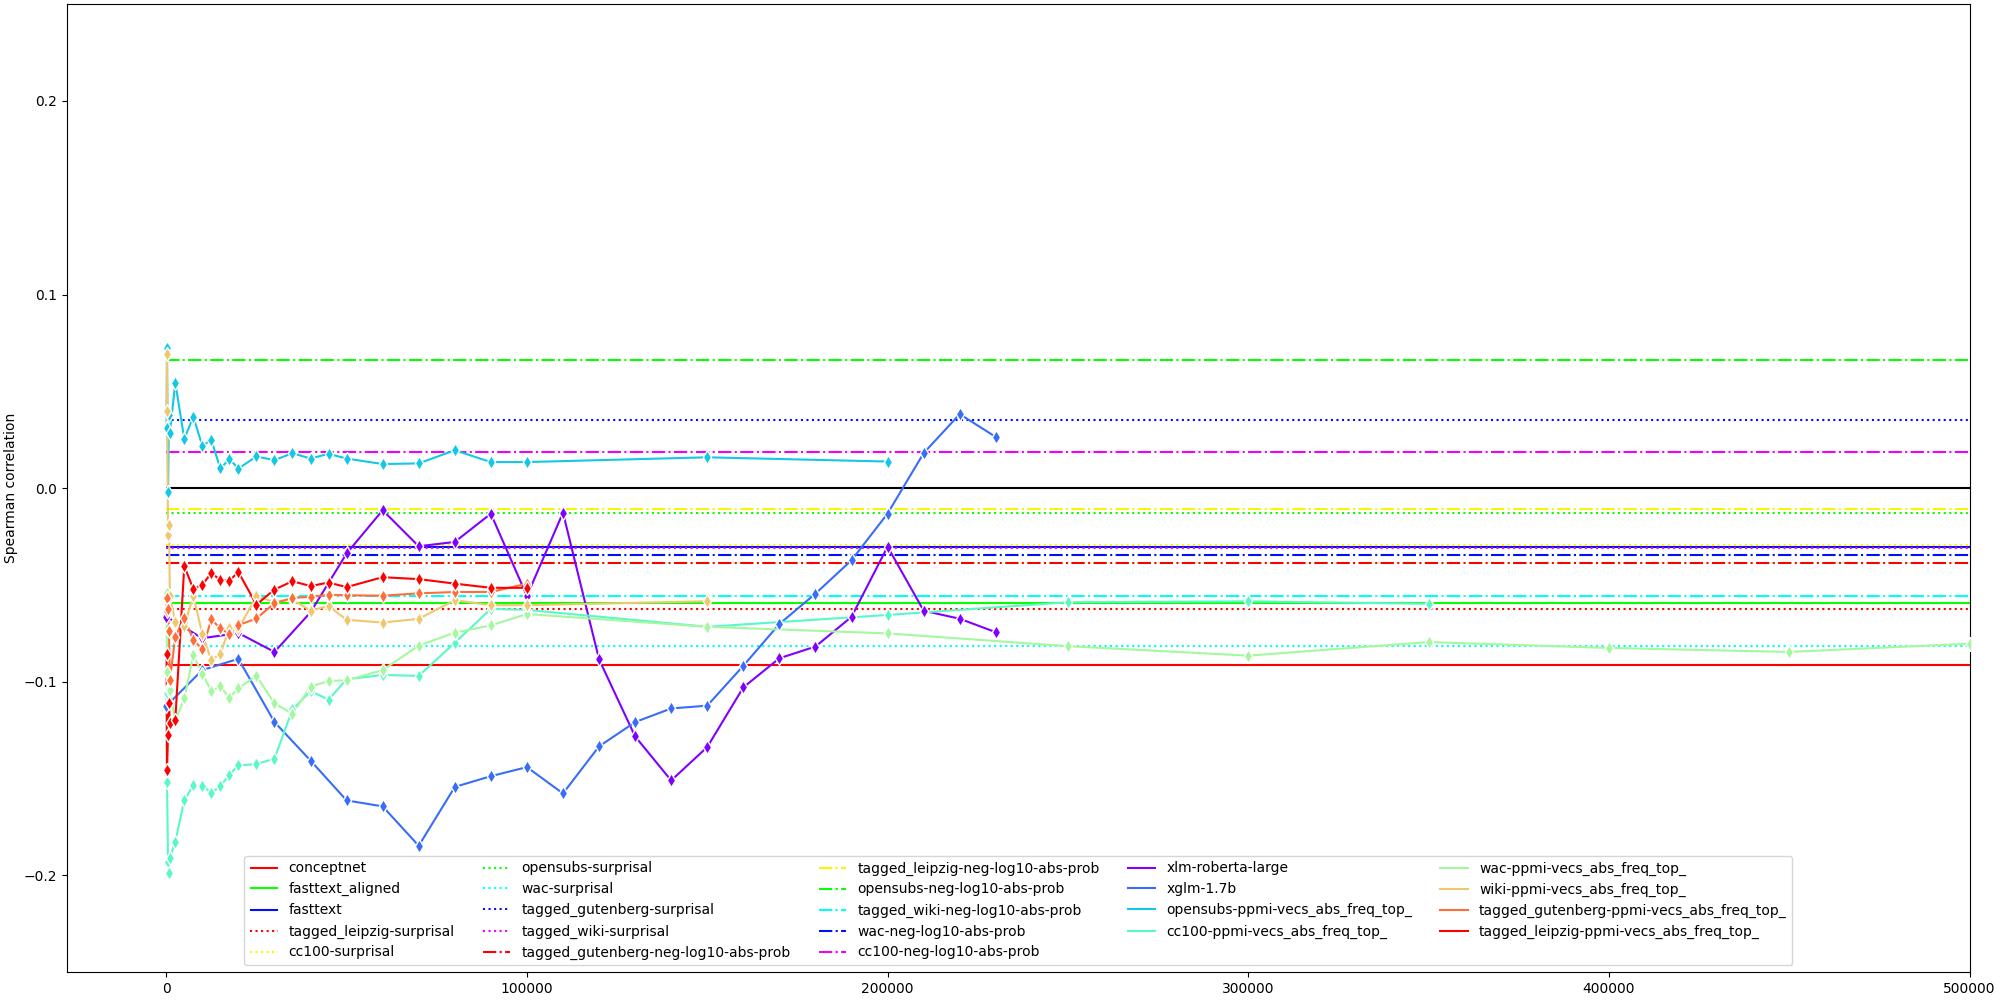 0.2
0.1
0.0
−0.1
−0.2
Spearman correlation
conceptnet
fasttext_aligned
fasttext
tagged_leipzig-surprisal
cc100-surprisal
opensubs-surprisal
wac-surprisal
tagged_gutenberg-surprisal
tagged_wiki-surprisal
tagged_gutenberg-neg-log10-abs-prob
tagged_leipzig-neg-log10-abs-prob
opensubs-neg-log10-abs-prob
tagged_wiki-neg-log10-abs-prob
wac-neg-log10-abs-prob
cc100-neg-log10-abs-prob
xlm-roberta-large
xglm-1.7b
opensubs-ppmi-vecs_abs_freq_top_
cc100-ppmi-vecs_abs_freq_top_
wac-ppmi-vecs_abs_freq_top_
wiki-ppmi-vecs_abs_freq_top_
tagged_gutenberg-ppmi-vecs_abs_freq_top_
tagged_leipzig-ppmi-vecs_abs_freq_top_
0
100000
200000
300000
400000
500000